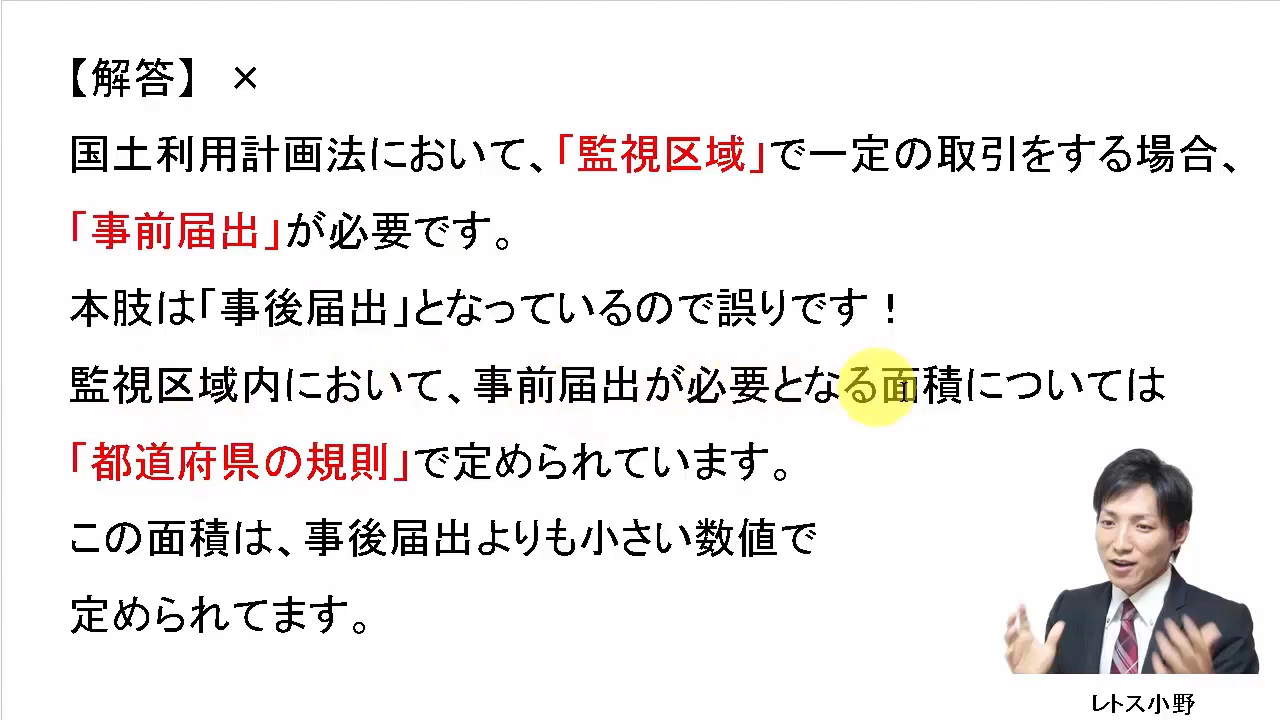 【解答】 ×
国土利用計画法において、「監視区域」で一定の取引をする場合、
「事前届出」が必要です。
本肢は「事後届出」となっているので誤りです！
監視区域内において、事前届出が必要となる面積については
「都道府県の規則」で定められています。
この面積は、事後届出よりも小さい数値で
定められてます。
レトス小野